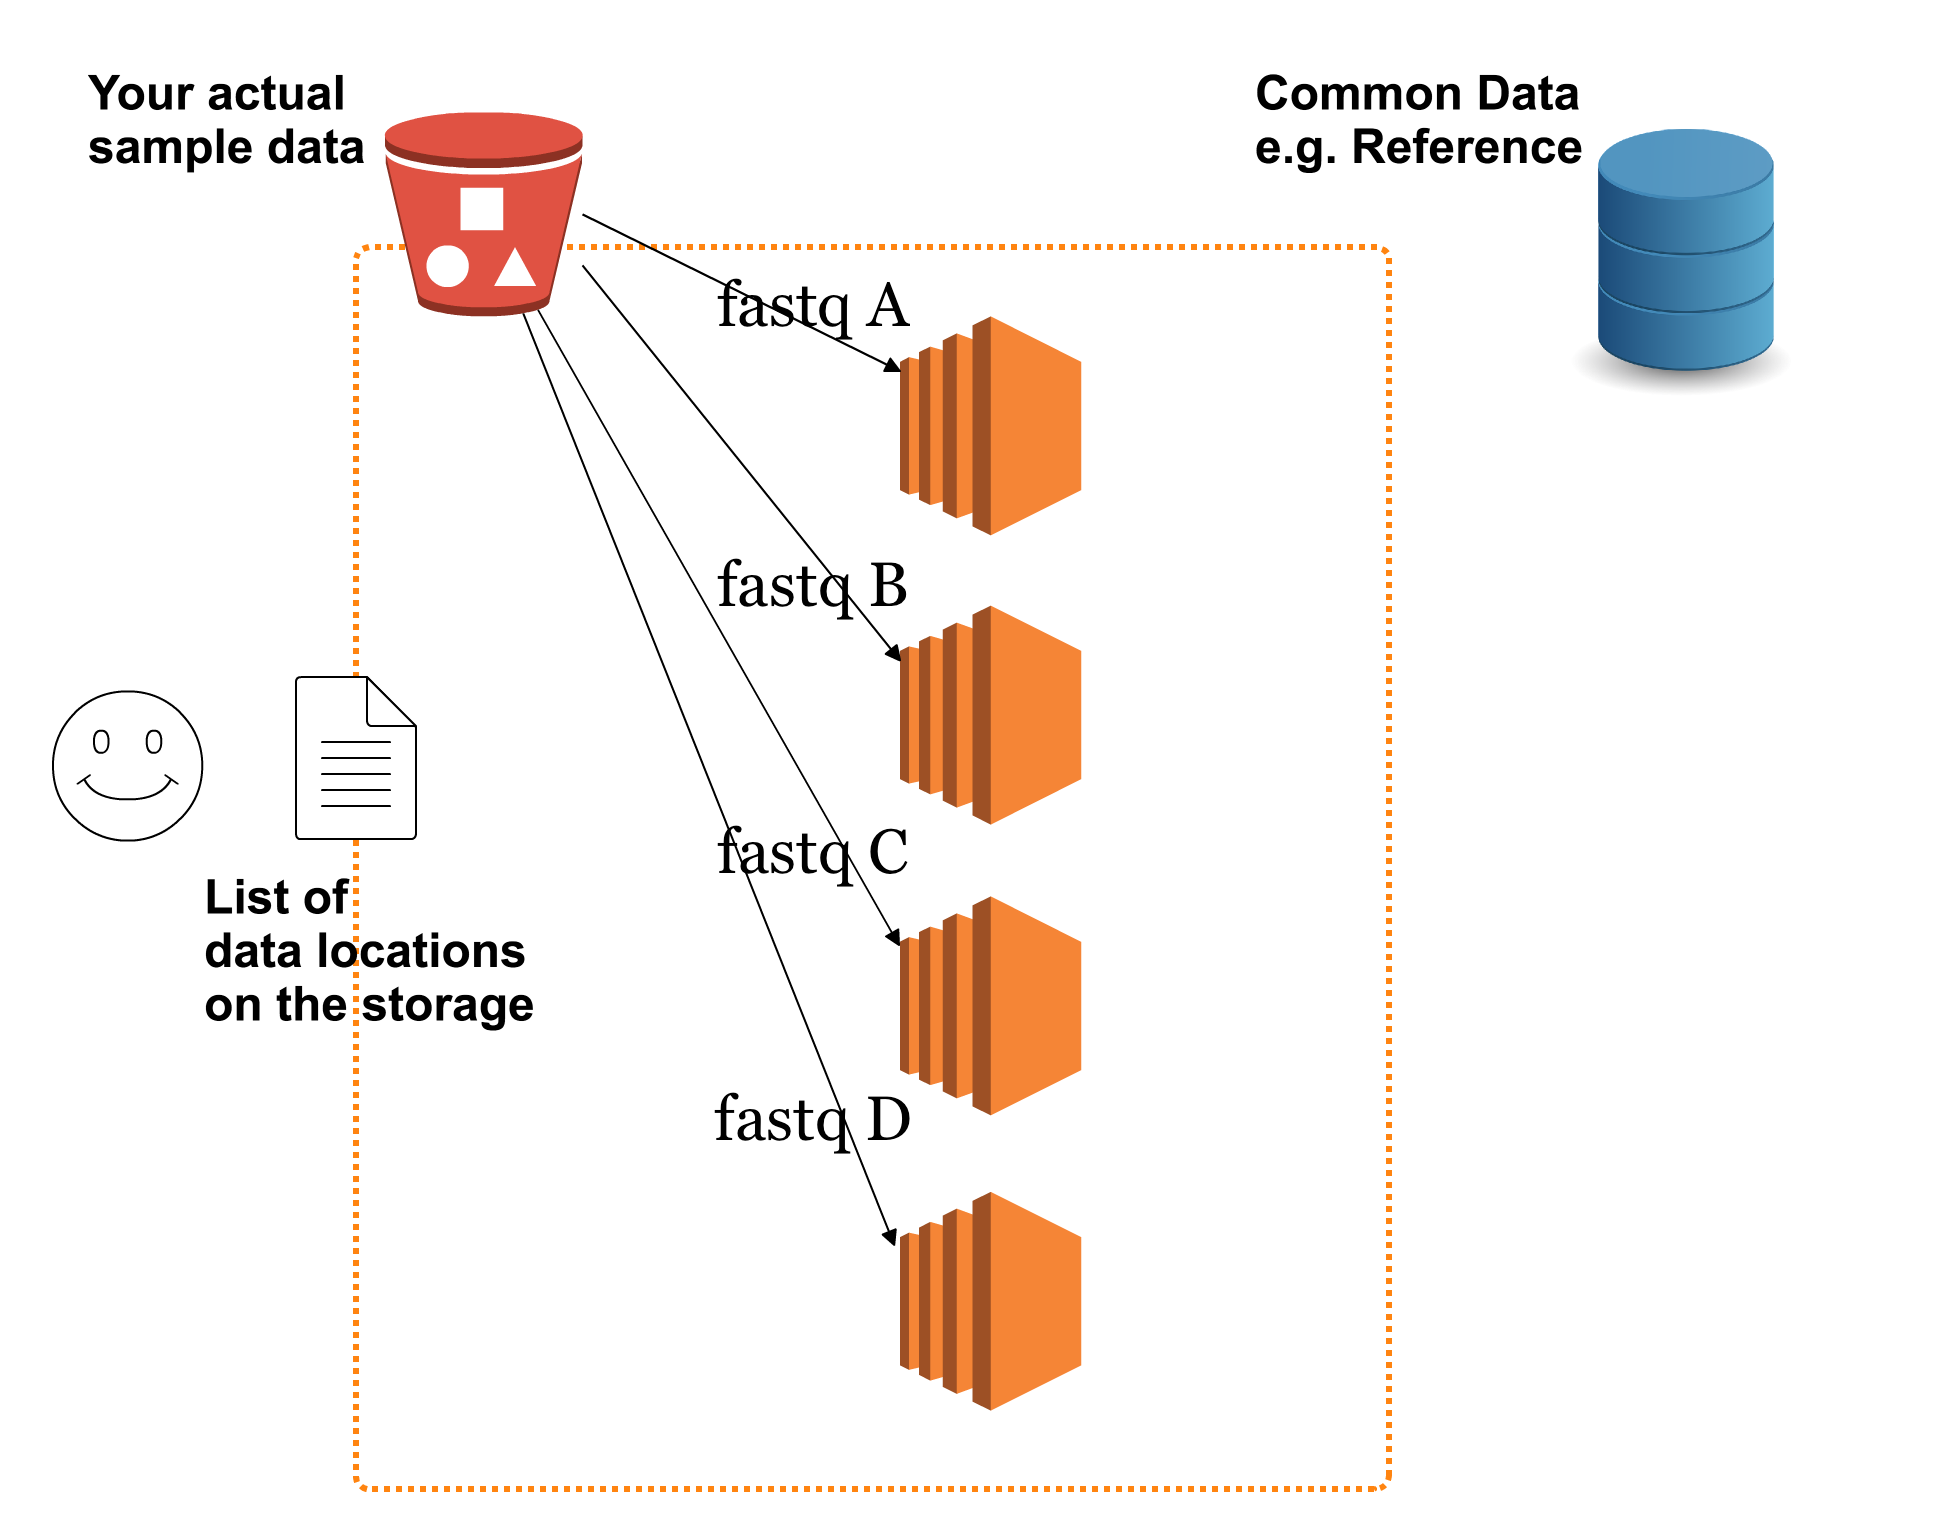 Your actual
sample data
Common Data
e.g. Reference
fastq A
fastq B
fastq C
List of
data locations
on the storage
fastq D